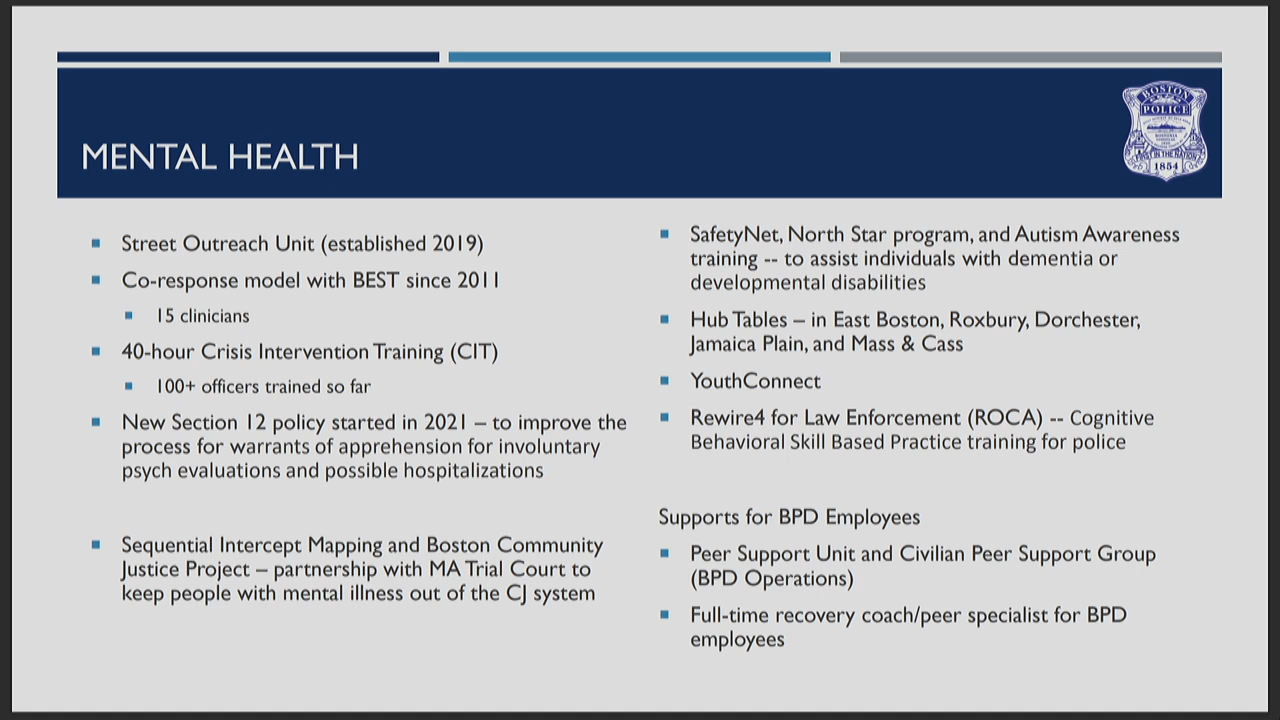 BOSTON
POLICE
FIRST IN THE NATION
1854
MENTAL HEALTH
Street Outreach Unit (established 2019)
Co-response model with BEST since 2011
15 clinicians
40-hour Crisis Intervention Training (CIT)
100+ officers trained so far
New Section 12 policy started in 2021 – to improve the
process for warrants of apprehension for involuntary
psych evaluations and possible hospitalizations
Sequential Intercept Mapping and Boston Community
Justice Project – partnership with MA Trial Court to
keep people with mental illness out of the CJ system
SafetyNet, North Star program, and Autism Awareness
training -- to assist individuals with dementia or
developmental disabilities
Hub Tables – in East Boston, Roxbury, Dorchester,
Jamaica Plain, and Mass & Cass
YouthConnect
Rewire4 for Law Enforcement (ROCA) -- Cognitive
Behavioral Skill Based Practice training for police
Supports for BPD Employees
Peer Support Unit and Civilian Peer Support Group
(BPD Operations)
Full-time recovery coach/peer specialist for BPD
employees